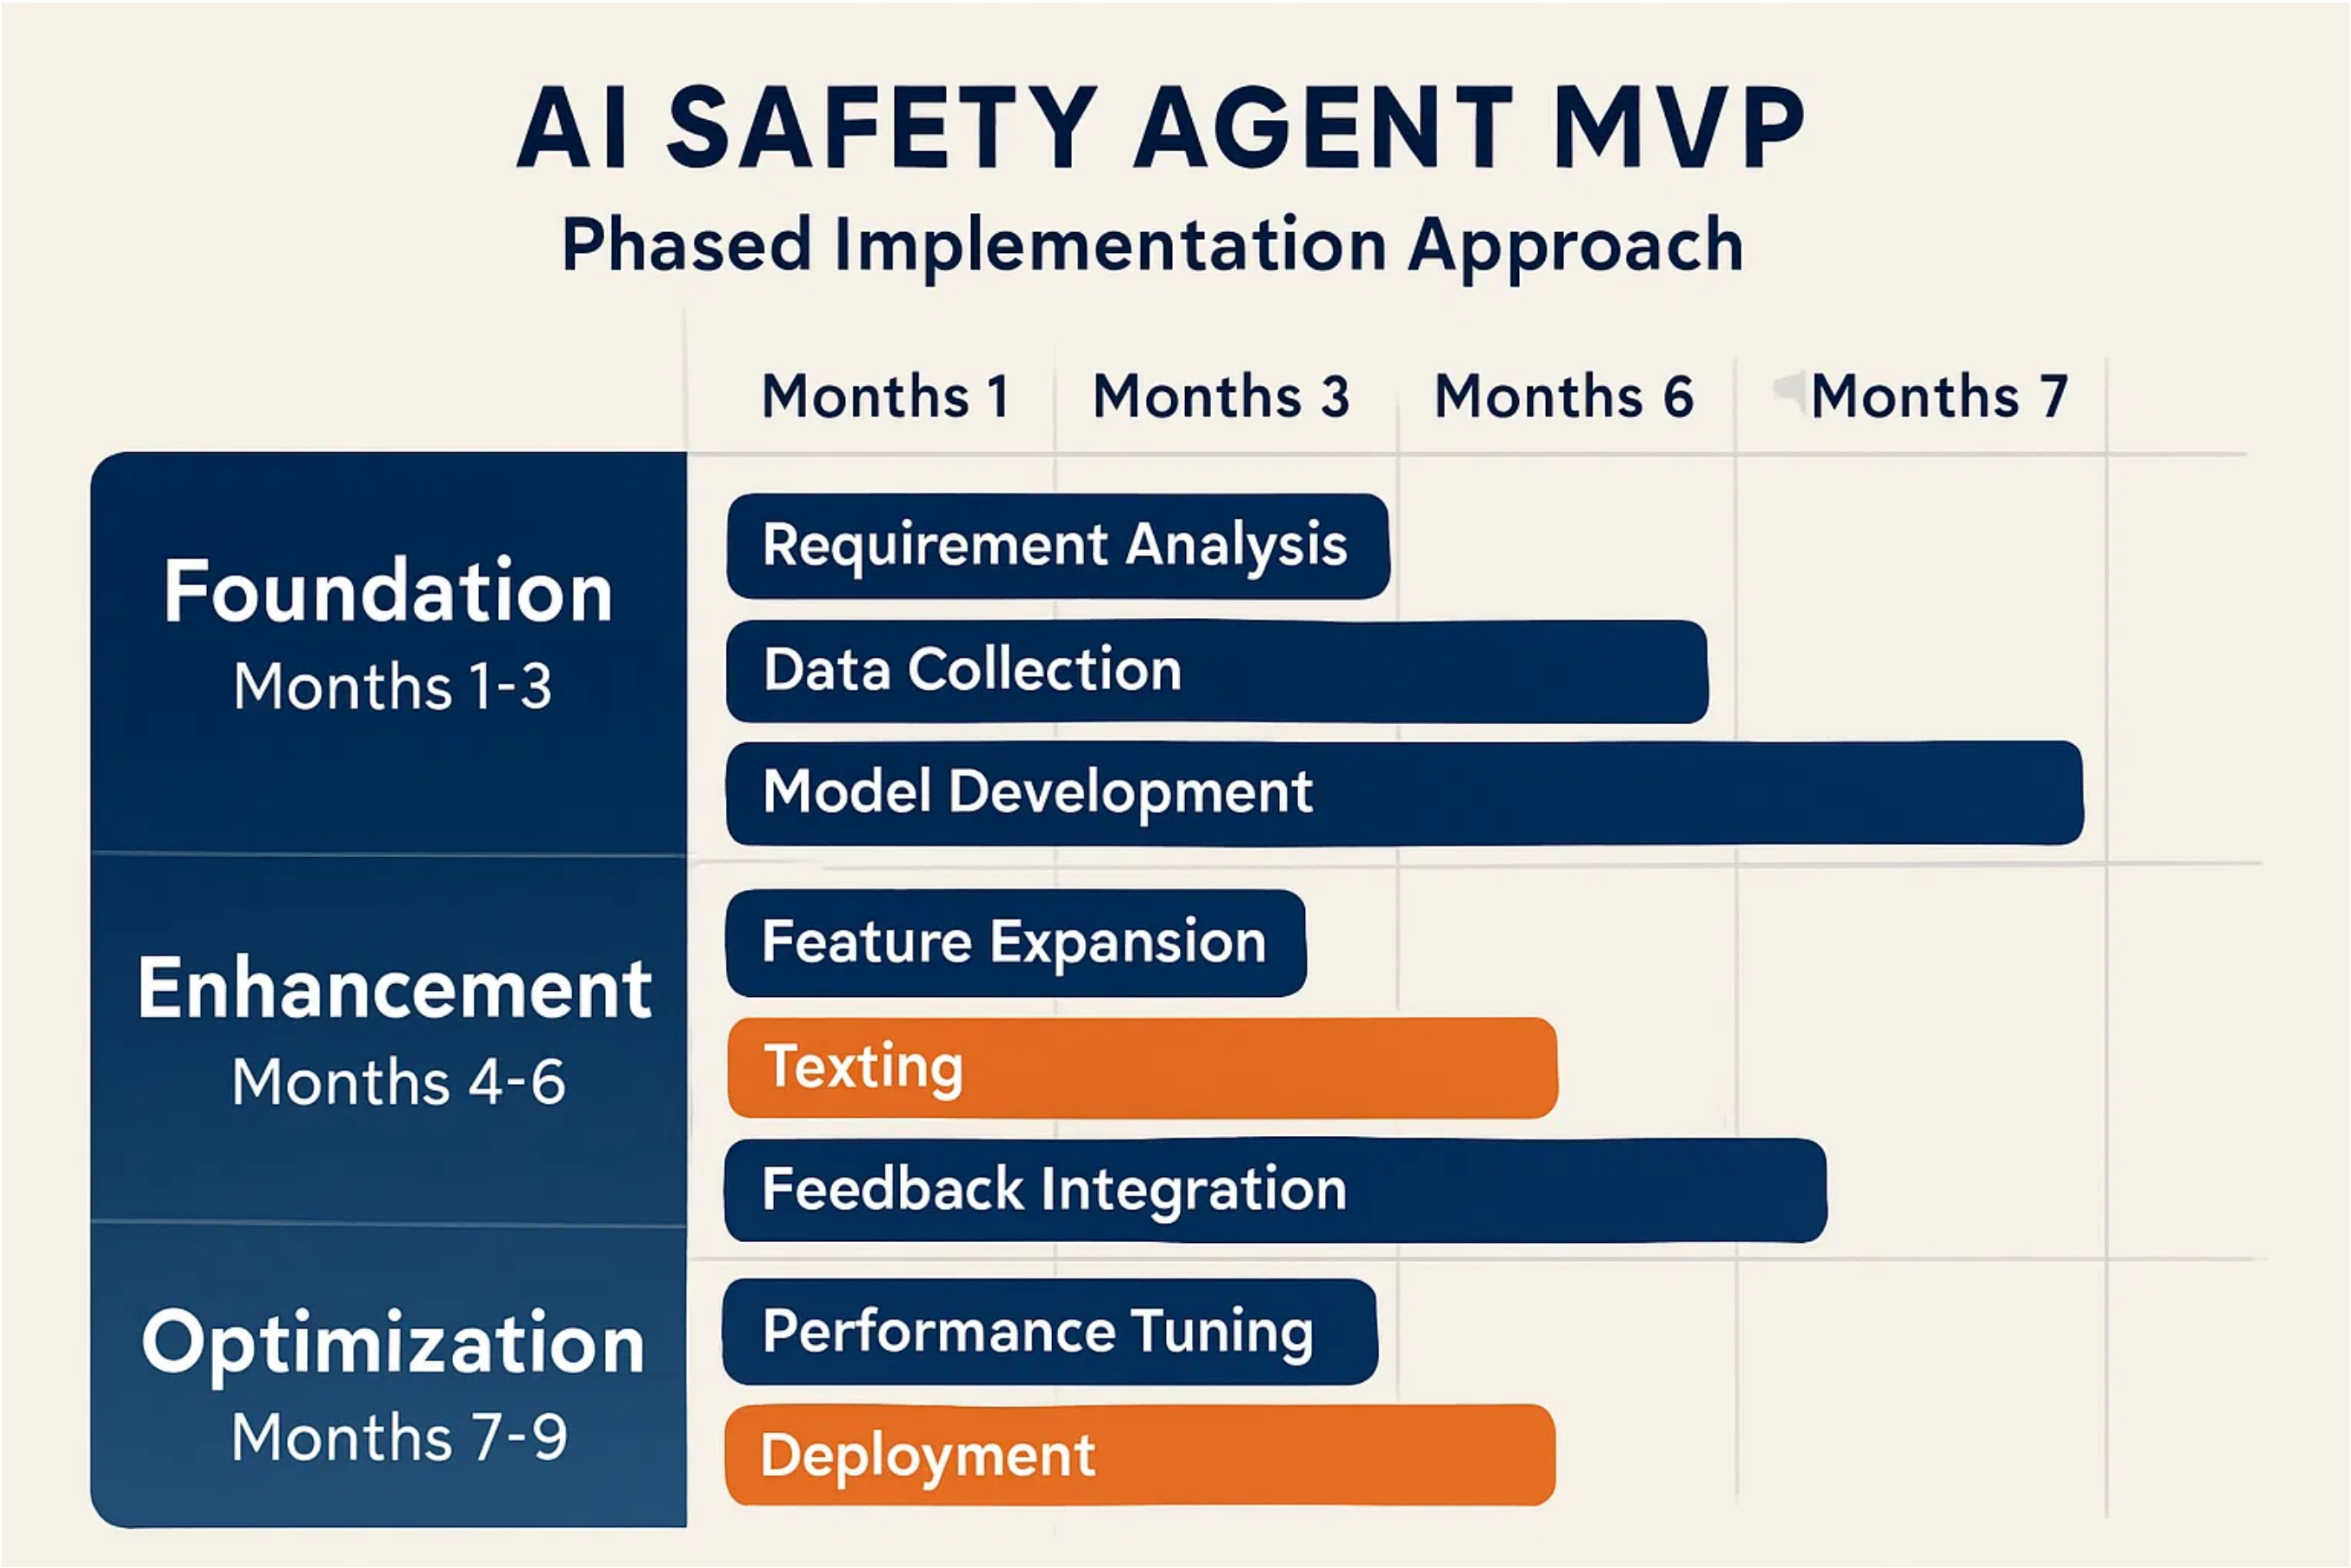 AI SAFETY AGENT MVP
Phased Implementation Approach
Months 1 Months 3 Months 6 Months 7
Foundation
Months 1-3
Requirement Analysis
Data Collection
Model Development
Enhancement
Months 4-6
Feature Expansion
Texting
Feedback Integration
Optimization
Months 7-9
Performance Tuning
Deployment